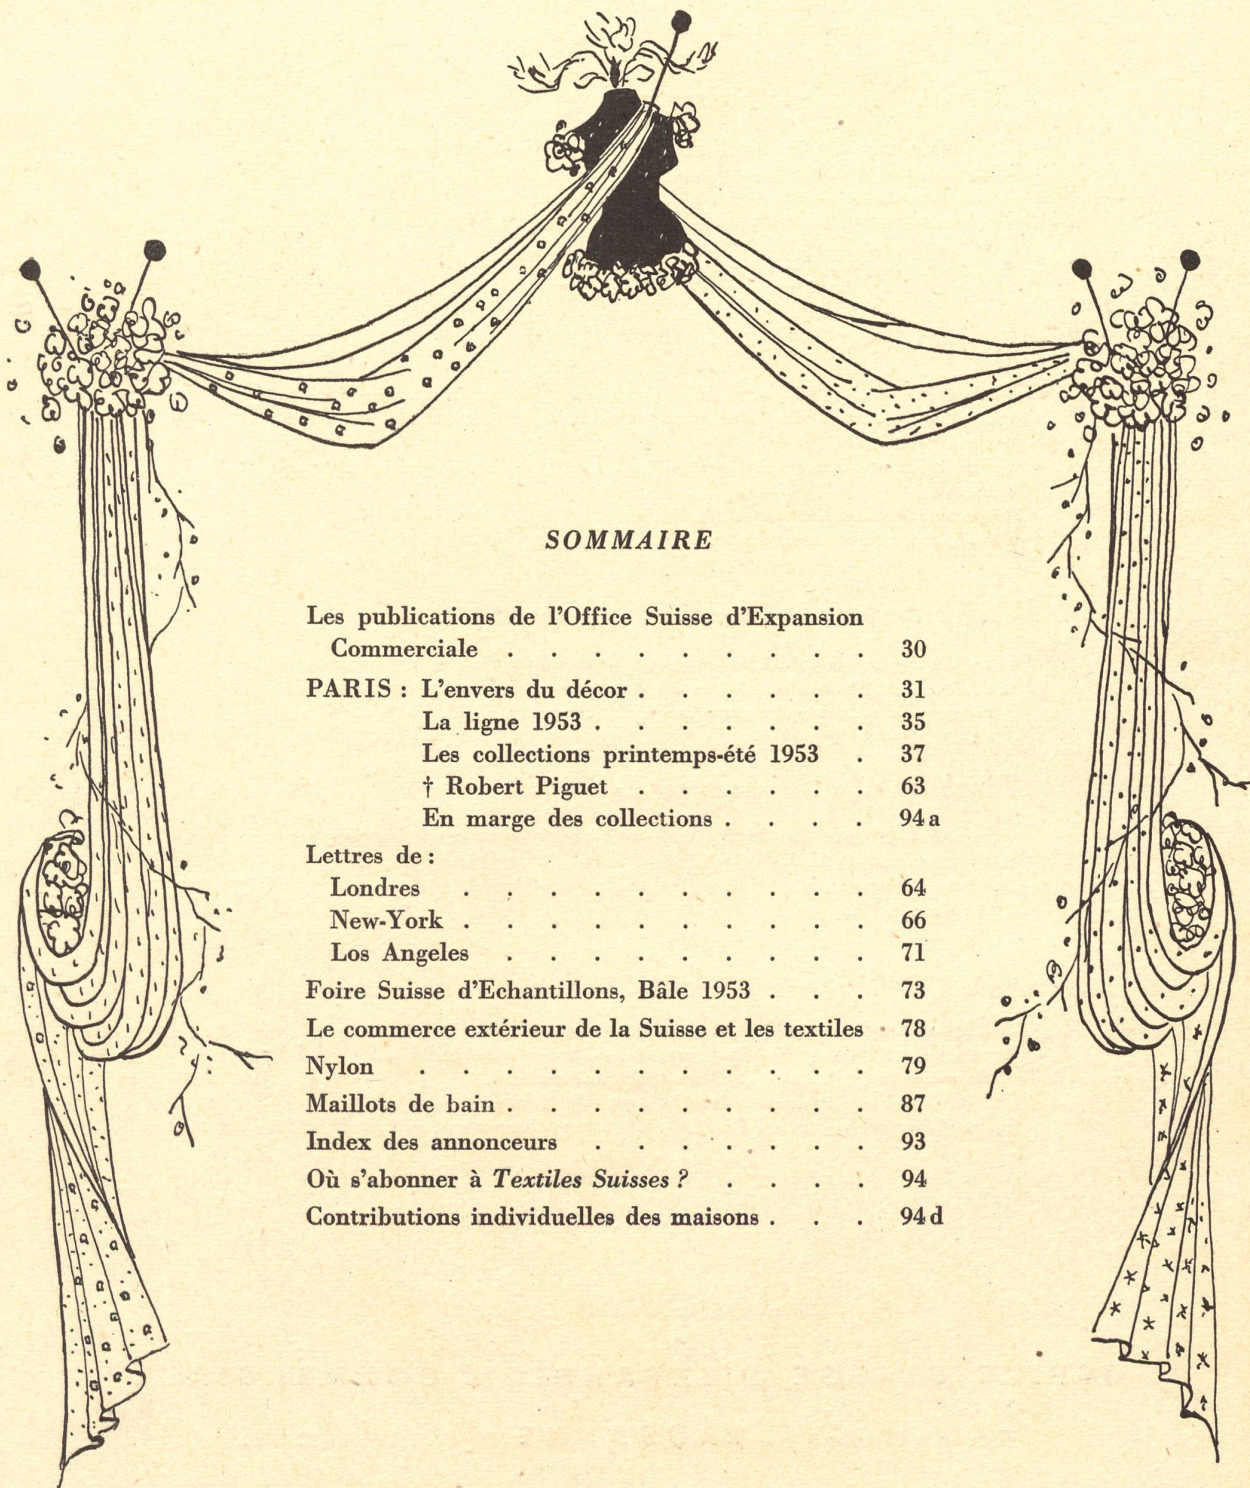 SOMMAIRE
Les publications de l'Office Suisse d'Expansion
Commerciale . . . . . . . . . 30
PARIS : L'envers du décor . . . . . . 31
La ligne 1953 . . . . . . . 35
Les collections printemps-été 1953 . 37
† Robert Piguet . . . . . . 63
En marge des collections . . . . 94a
Lettres de :
Londres . . . . . . . . . . 64
New-York . . . . . . . . . . 66
Los Angeles . . . . . . . . . 71
Foire Suisse d'Echantillons, Bâle 1953 . . . 73
Le commerce extérieur de la Suisse et les textiles 78
Nylon . . . . . . . . . . . 79
Maillots de bain . . . . . . . . . 87
Index des annonceurs . . . . . . . 93
Où s'abonner à Textiles Suisses ? . . . . 94
Contributions individuelles des maisons . . . 94d